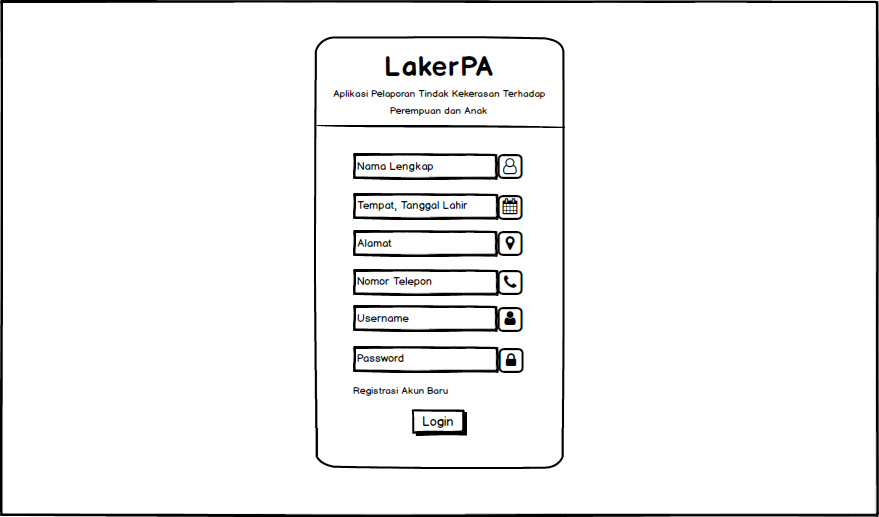 LakerPA
Aplikasi Pelaporan Tindak Kekerasan Terhadap
Perempuan dan Anak
Nama Lengkap
Tempat, Tanggal Lahir
Alamat
Nomor Telepon
Username
Password
Registrasi Akun Baru
Login